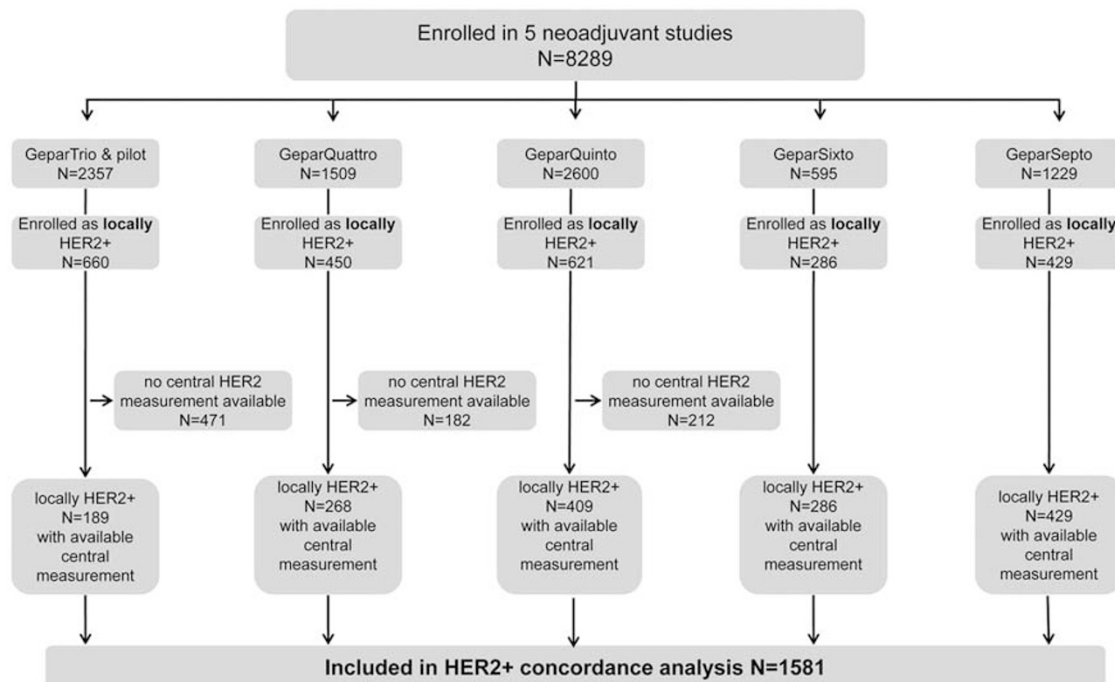 Enrolled in 5 neoadjuvant studies
N=8289
GeparTrio & pilot
N=2357
GeparQuattro
N=1509
GeparQuinto
N=2600
GeparSixto
N=595
GeparSepto
N=1229
Enrolled as locally
HER2+
N=660
Enrolled as locally
HER2+
N=450
Enrolled as locally
HER2+
N=621
Enrolled as locally
HER2+
N=286
Enrolled as locally
HER2+
N=429
no central HER2
measurement available
N=471
no central HER2
measurement available
N=182
no central HER2
measurement available
N=212
locally HER2+
N=189
with available
central
measurement
locally HER2+
N=268
with available
central
measurement
locally HER2+
N=409
with available
central
measurement
locally HER2+
N=286
with available
central
measurement
locally HER2+
N=429
with available
central
measurement
Included in HER2+ concordance analysis N=1581